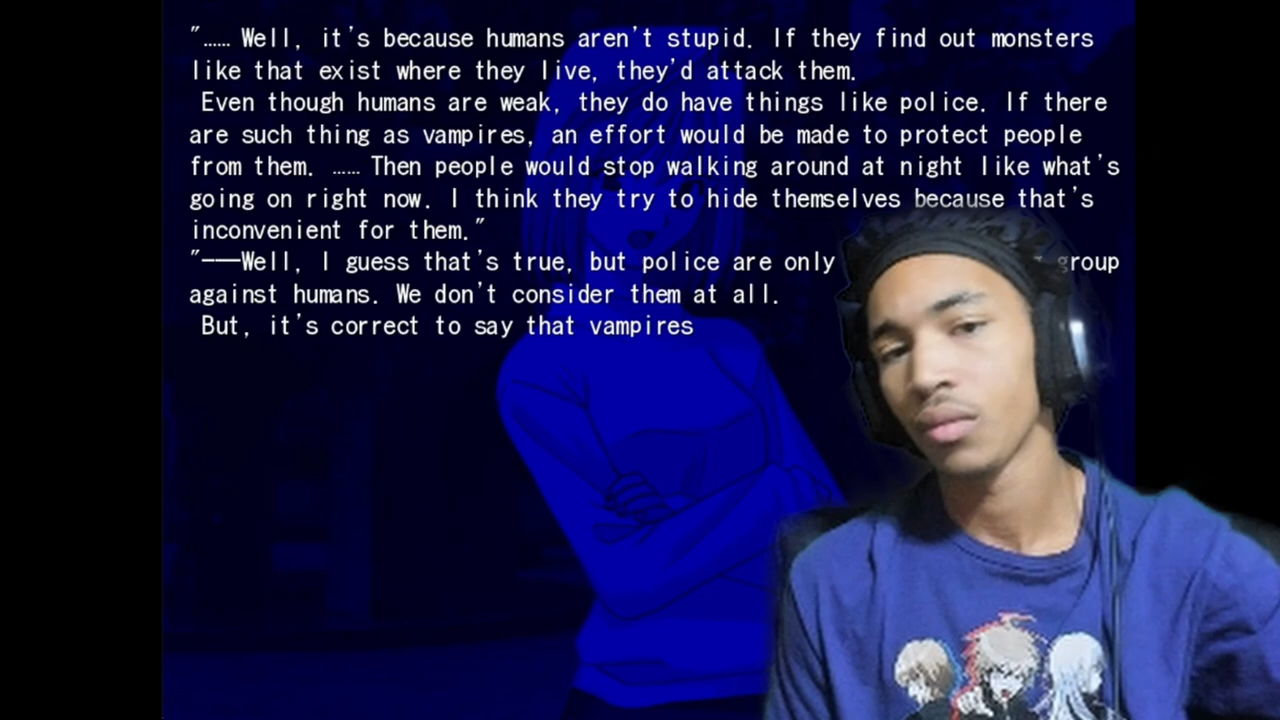 "…… Well, it's because humans aren't stupid. If they find out monsters
like that exist where they live, they'd attack them.
Even though humans are weak, they do have things like police. If there
are such thing as vampires, an effort would be made to protect people
from them. …… Then people would stop walking around at night like what's
going on right now. I think they try to hide themselves because that's
inconvenient for them."
"───Well, I guess that's true, but police are only group
against humans. We don't consider them at all.
But, it's correct to say that vampires